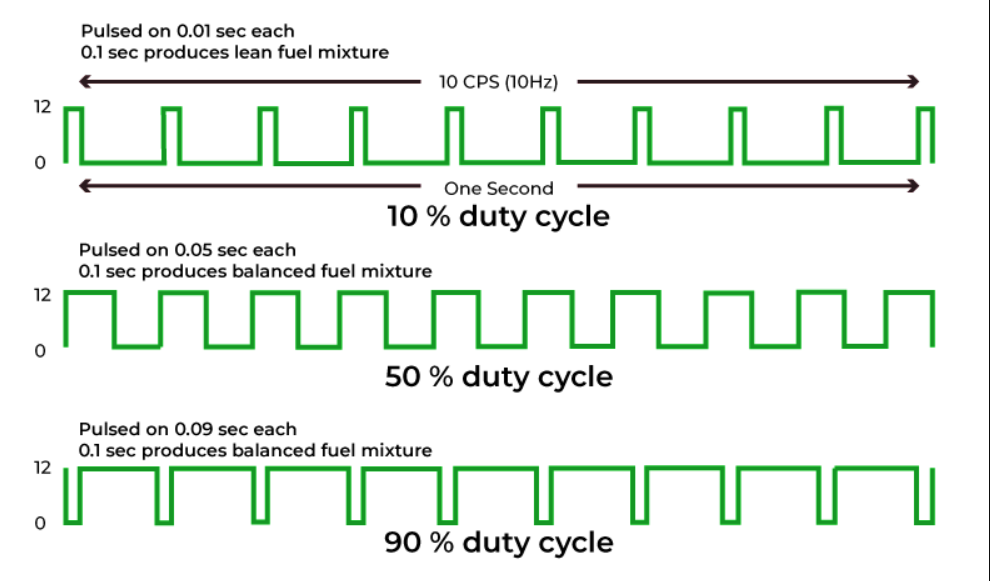 Pulsed on 0.01 sec each
0.1 sec produces lean fuel mixture
10 CPS (10Hz)
12
0
One Second
10 % duty cycle
Pulsed on 0.05 sec each
0.1 sec produces balanced fuel mixture
12
0
50 % duty cycle
Pulsed on 0.09 sec each
0.1 sec produces balanced fuel mixture
12
0
90 % duty cycle